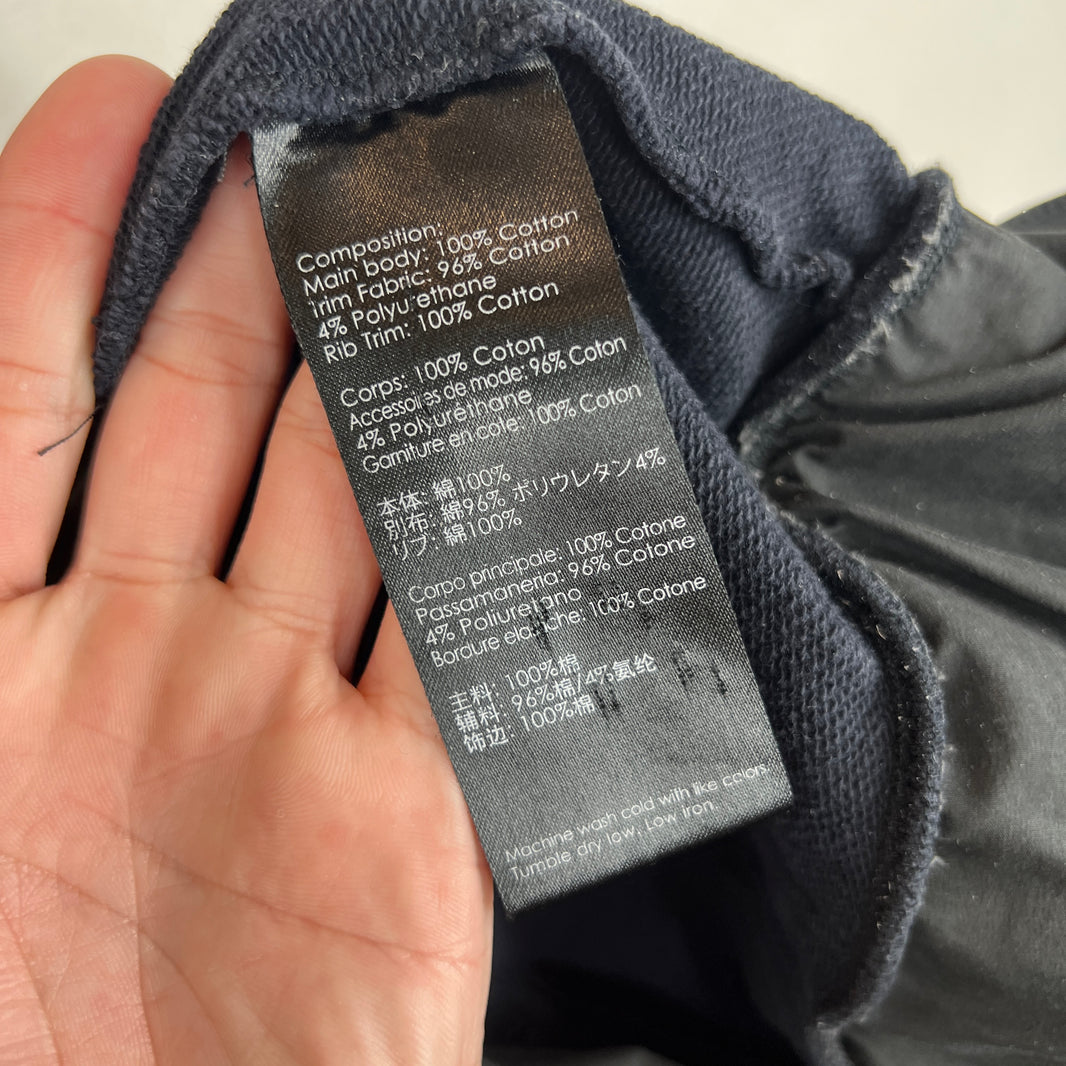 Composition:
Main body: 100% Cotton
Trim Fabric: 96% Cotton
4% Polyurethane
Rib Trim: 100% Cotton
Corps: 100% Coton
Accessoires de mode: 96% Coton
4% Polyurethane
Garniture en cote: 100% Coton
本体: 綿100%
別布: 綿96% ポリウレタン4%
リブ: 綿100%
Corpo principale: 100% Cotone
Passamaneria: 96% Cotone
4% Poliuretano
Bordure elastiche: 100% Cotone
主料: 100%棉
辅料: 96%棉/4%氨纶
饰边: 100%棉
Machine wash cold with like colors.
Tumble dry low. Low iron.